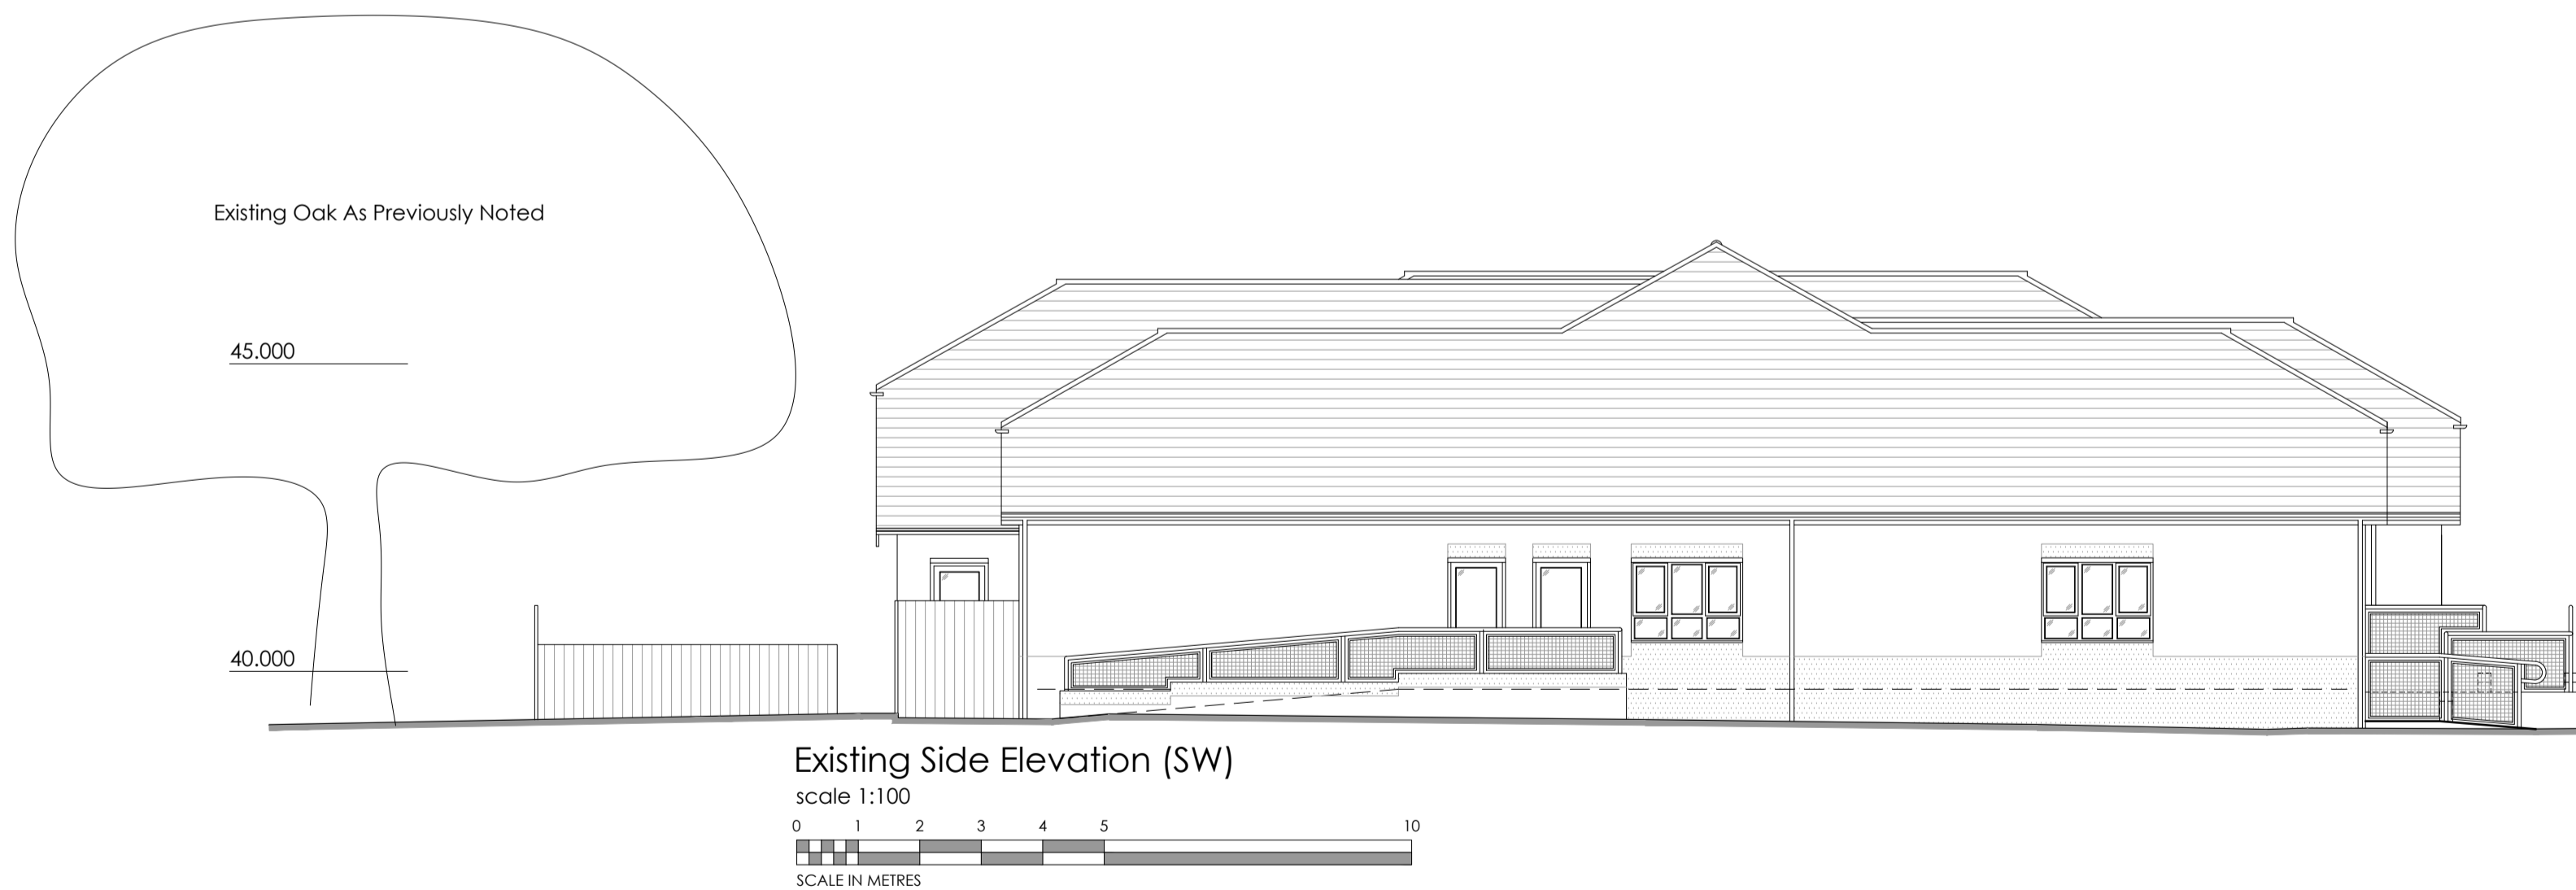 Existing Oak As Previously Noted
45.000
40.000
Existing Side Elevation (SW)
scale 1:100
0 1 2 3 4 5 10
SCALE IN METRES